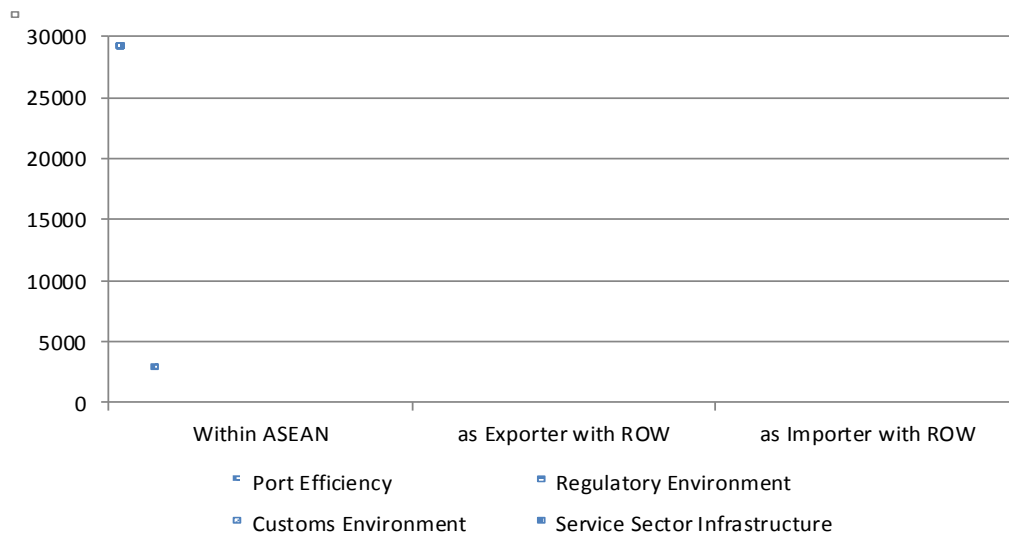 30000
25000
20000
15000
10000
5000
0
Within ASEAN as Exporter with ROW as Importer with ROW
Port Efficiency Regulatory Environment
Customs Environment Service Sector Infrastructure